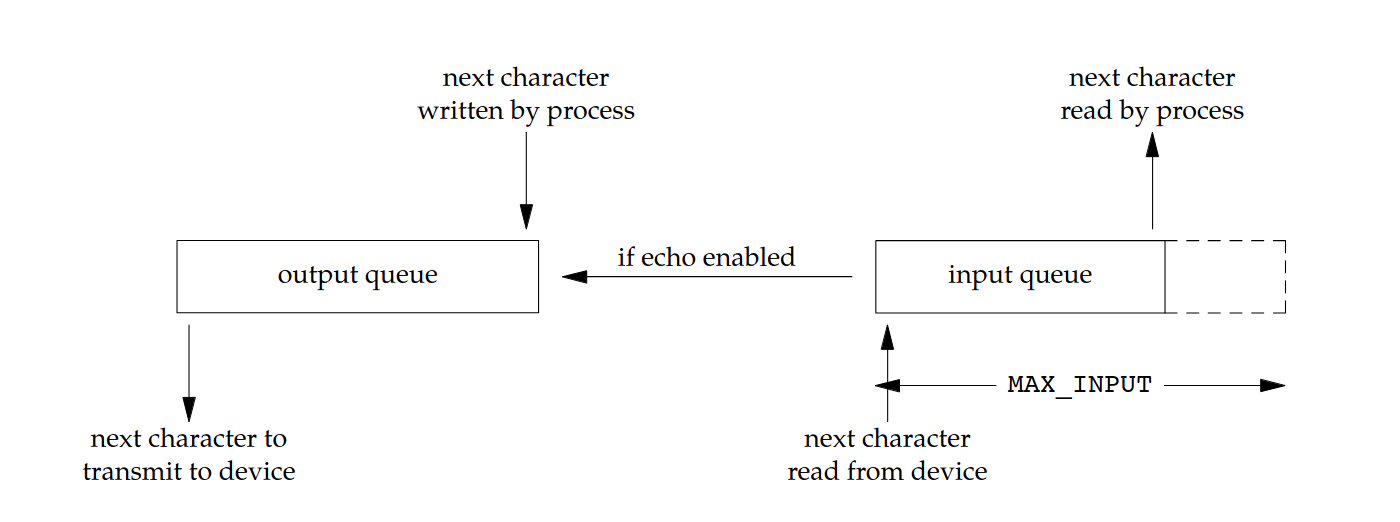 next character
written by process
next character
read by process
output queue
if echo enabled
input queue
MAX_INPUT
next character to
transmit to device
next character
read from device